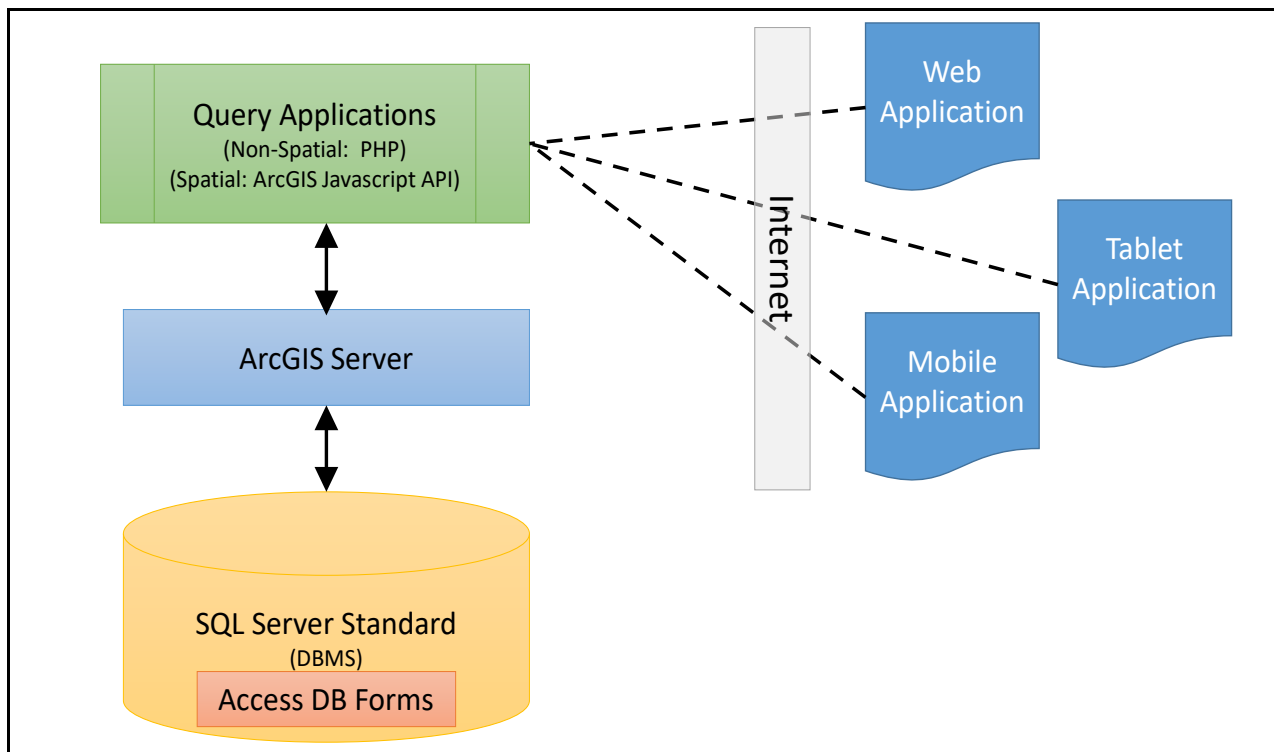 Query Applications
(Non-Spatial:  PHP)
(Spatial: ArcGIS Javascript API)
ArcGIS Server
SQL Server Standard
(DBMS)
Access DB Forms
Internet
Web
Application
Tablet
Application
Mobile
Application